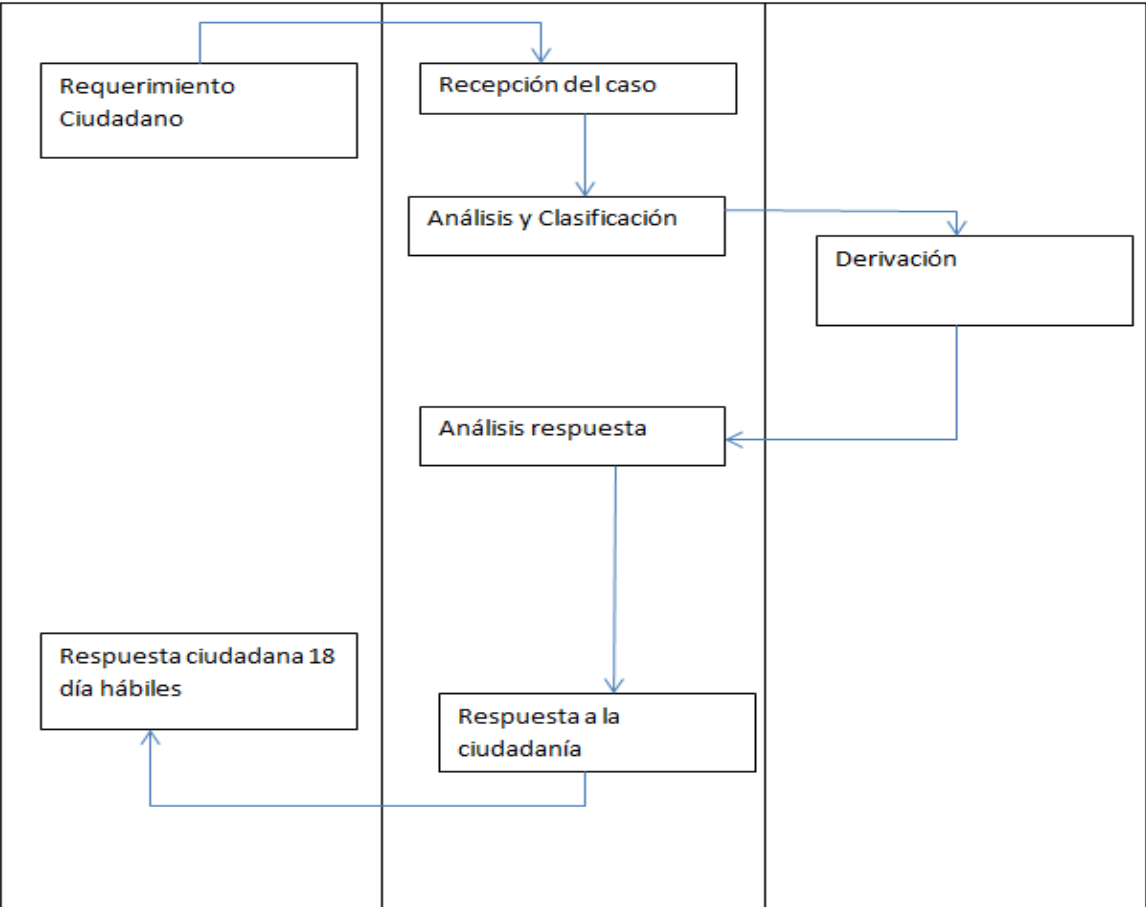 Requerimiento
Ciudadano
Recepción del caso
Análisis y Clasificación
Derivación
Análisis respuesta
Respuesta ciudadana 18
día hábiles
Respuesta a la
ciudadanía